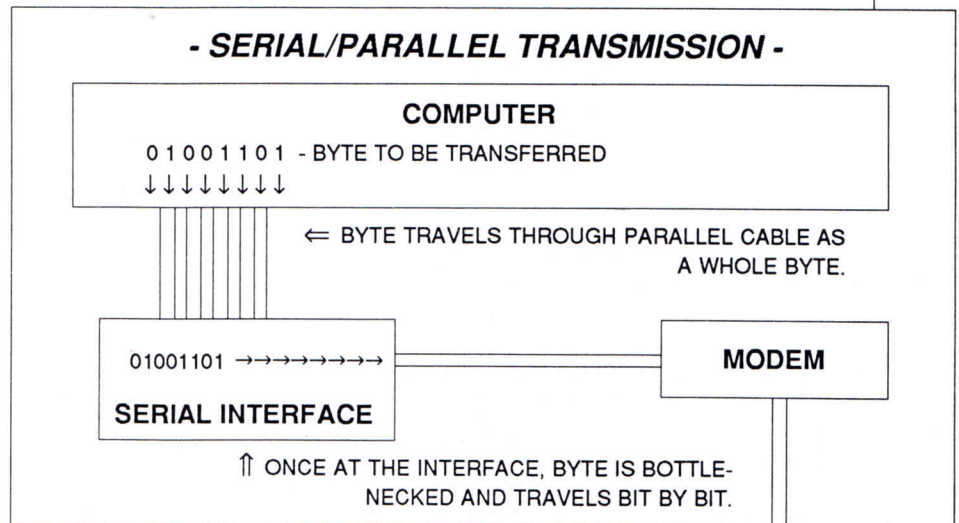 - SERIAL/PARALLEL TRANSMISSION -
COMPUTER
0 1 0 0 1 1 0 1 - BYTE TO BE TRANSFERRED
↓↓↓↓↓↓↓↓
⇐ BYTE TRAVELS THROUGH PARALLEL CABLE AS
A WHOLE BYTE.
01001101 →→→→→→→→
MODEM
SERIAL INTERFACE
⇑ ONCE AT THE INTERFACE, BYTE IS BOTTLE-
NECKED AND TRAVELS BIT BY BIT.